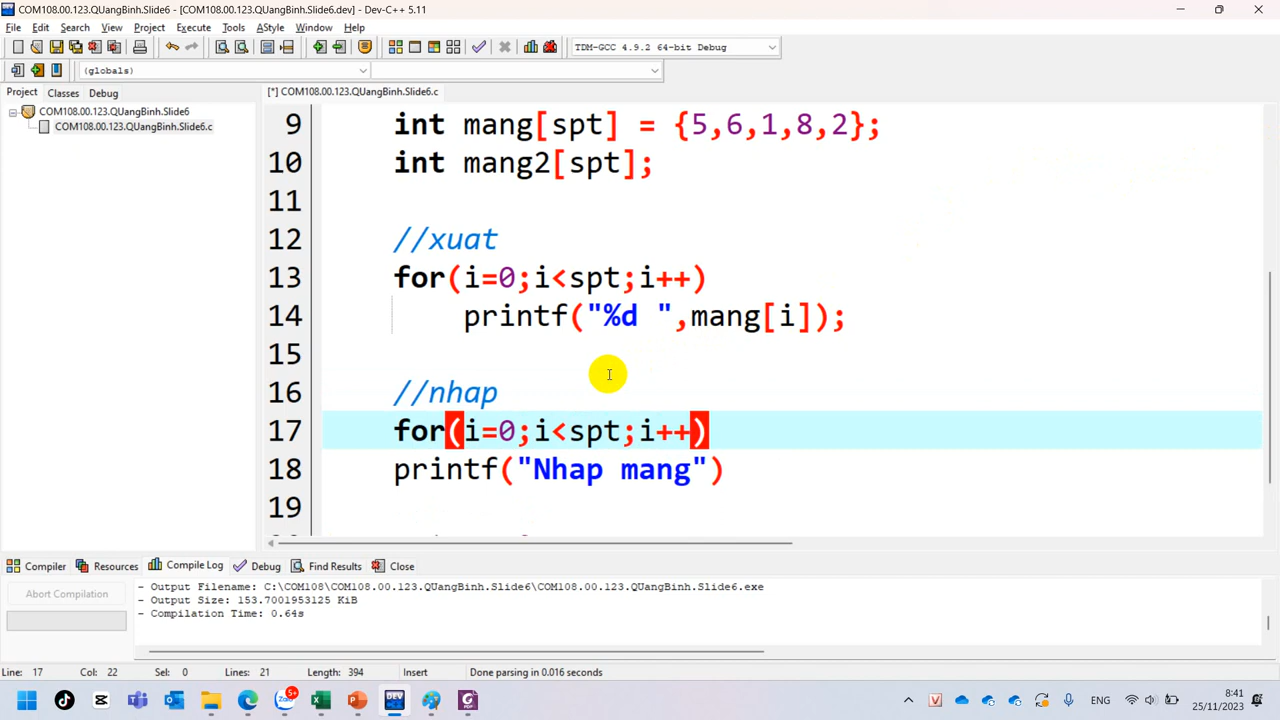 COM108.00.123.QUangBinh.Slide6 - [COM108.00.123.QUangBinh.Slide6.dev] - Dev-C++ 5.11
File Edit Search View Project Execute Tools AStyle Window Help
TDM-GCC 4.9.2 64-bit Debug
(globals)
Project Classes Debug
[*] COM108.00.123.QUangBinh.Slide6.c
COM108.00.123.QUangBinh.Slide6
COM108.00.123.QUangBinh.Slide6.c
9 int mang[spt] = {5,6,1,8,2};
10 int mang2[spt];
11
12 //xuat
13 for(i=0;i<spt;i++)
14 printf("%d ",mang[i]);
15
16 //nhap
17 for(i=0;i<spt;i++)
18 printf("Nhap mang")
19
Compiler Resources Compile Log Debug Find Results Close
Abort Compilation
- Output Filename: C:\COM108\COM108.00.123.QUangBinh.Slide6\COM108.00.123.QUangBinh.Slide6.exe
- Output Size: 153.7001953125 KiB
- Compilation Time: 0.64s
Line: 17 Col: 22 Sel: 0 Lines: 21 Length: 394 Insert Done parsing in 0.016 seconds
5+
Zalo
DEV
ENG
8:41
25/11/2023